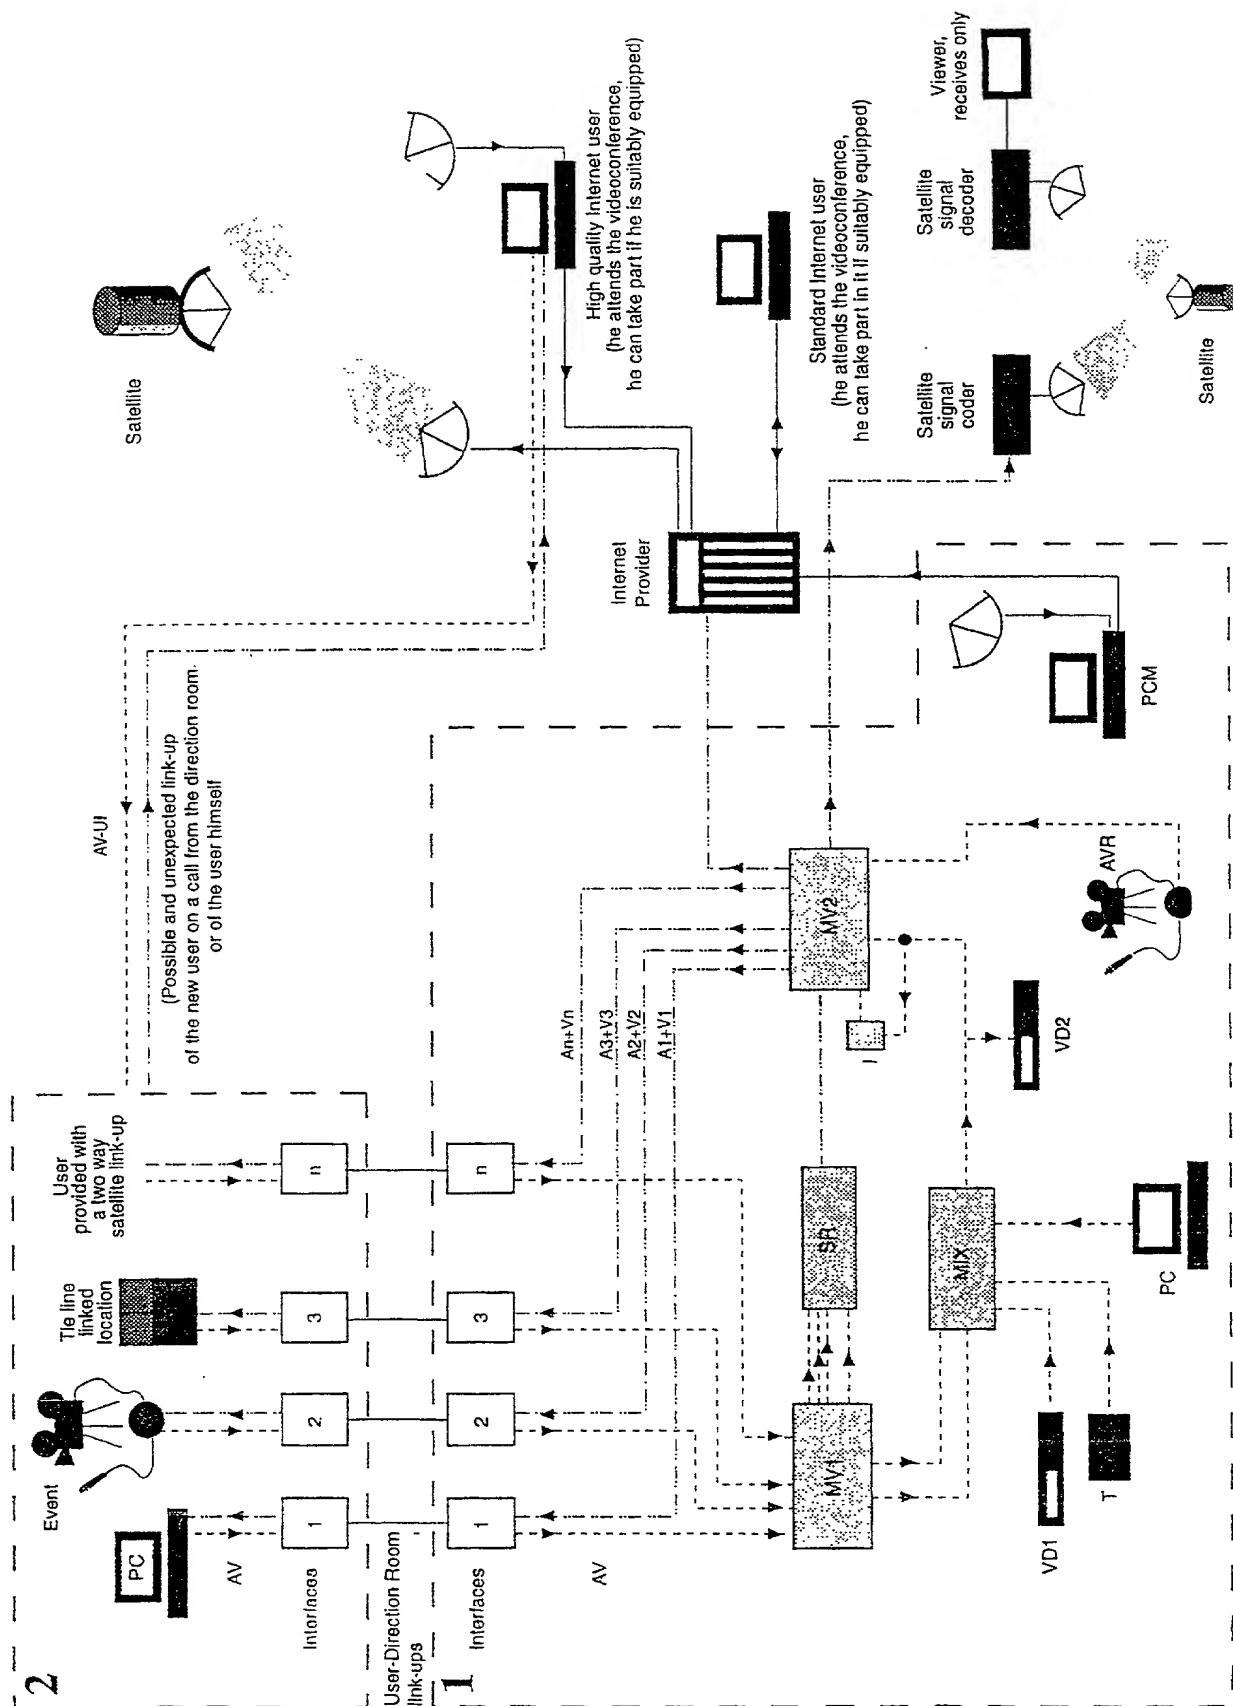 2
PC
Event
Tie line
linked
location
User
provided with
a two way
satellite link-up
AV
Interfaces
1
2
3
n
User-Direction Room
link-ups
1
Interfaces
1
2
3
n
AV
A1+V1
A2+V2
A3+V3
An+Vn
AV-UI
(Possible and unexpected link-up
of the new user on a call from the direction room
or of the user himself
Satellite
High quality Internet user
(he attends the videoconference,
he can take part if he is suitably equipped)
Internet
Provider
Standard Internet user
(he attends the videoconference,
he can take part in it if suitably equipped)
MV1
SR
MV2
I
MIX
VD1
T
PC
VD2
AVR
PCM
Satellite
signal
coder
Satellite
signal
decoder
Viewer,
receives only
Satellite